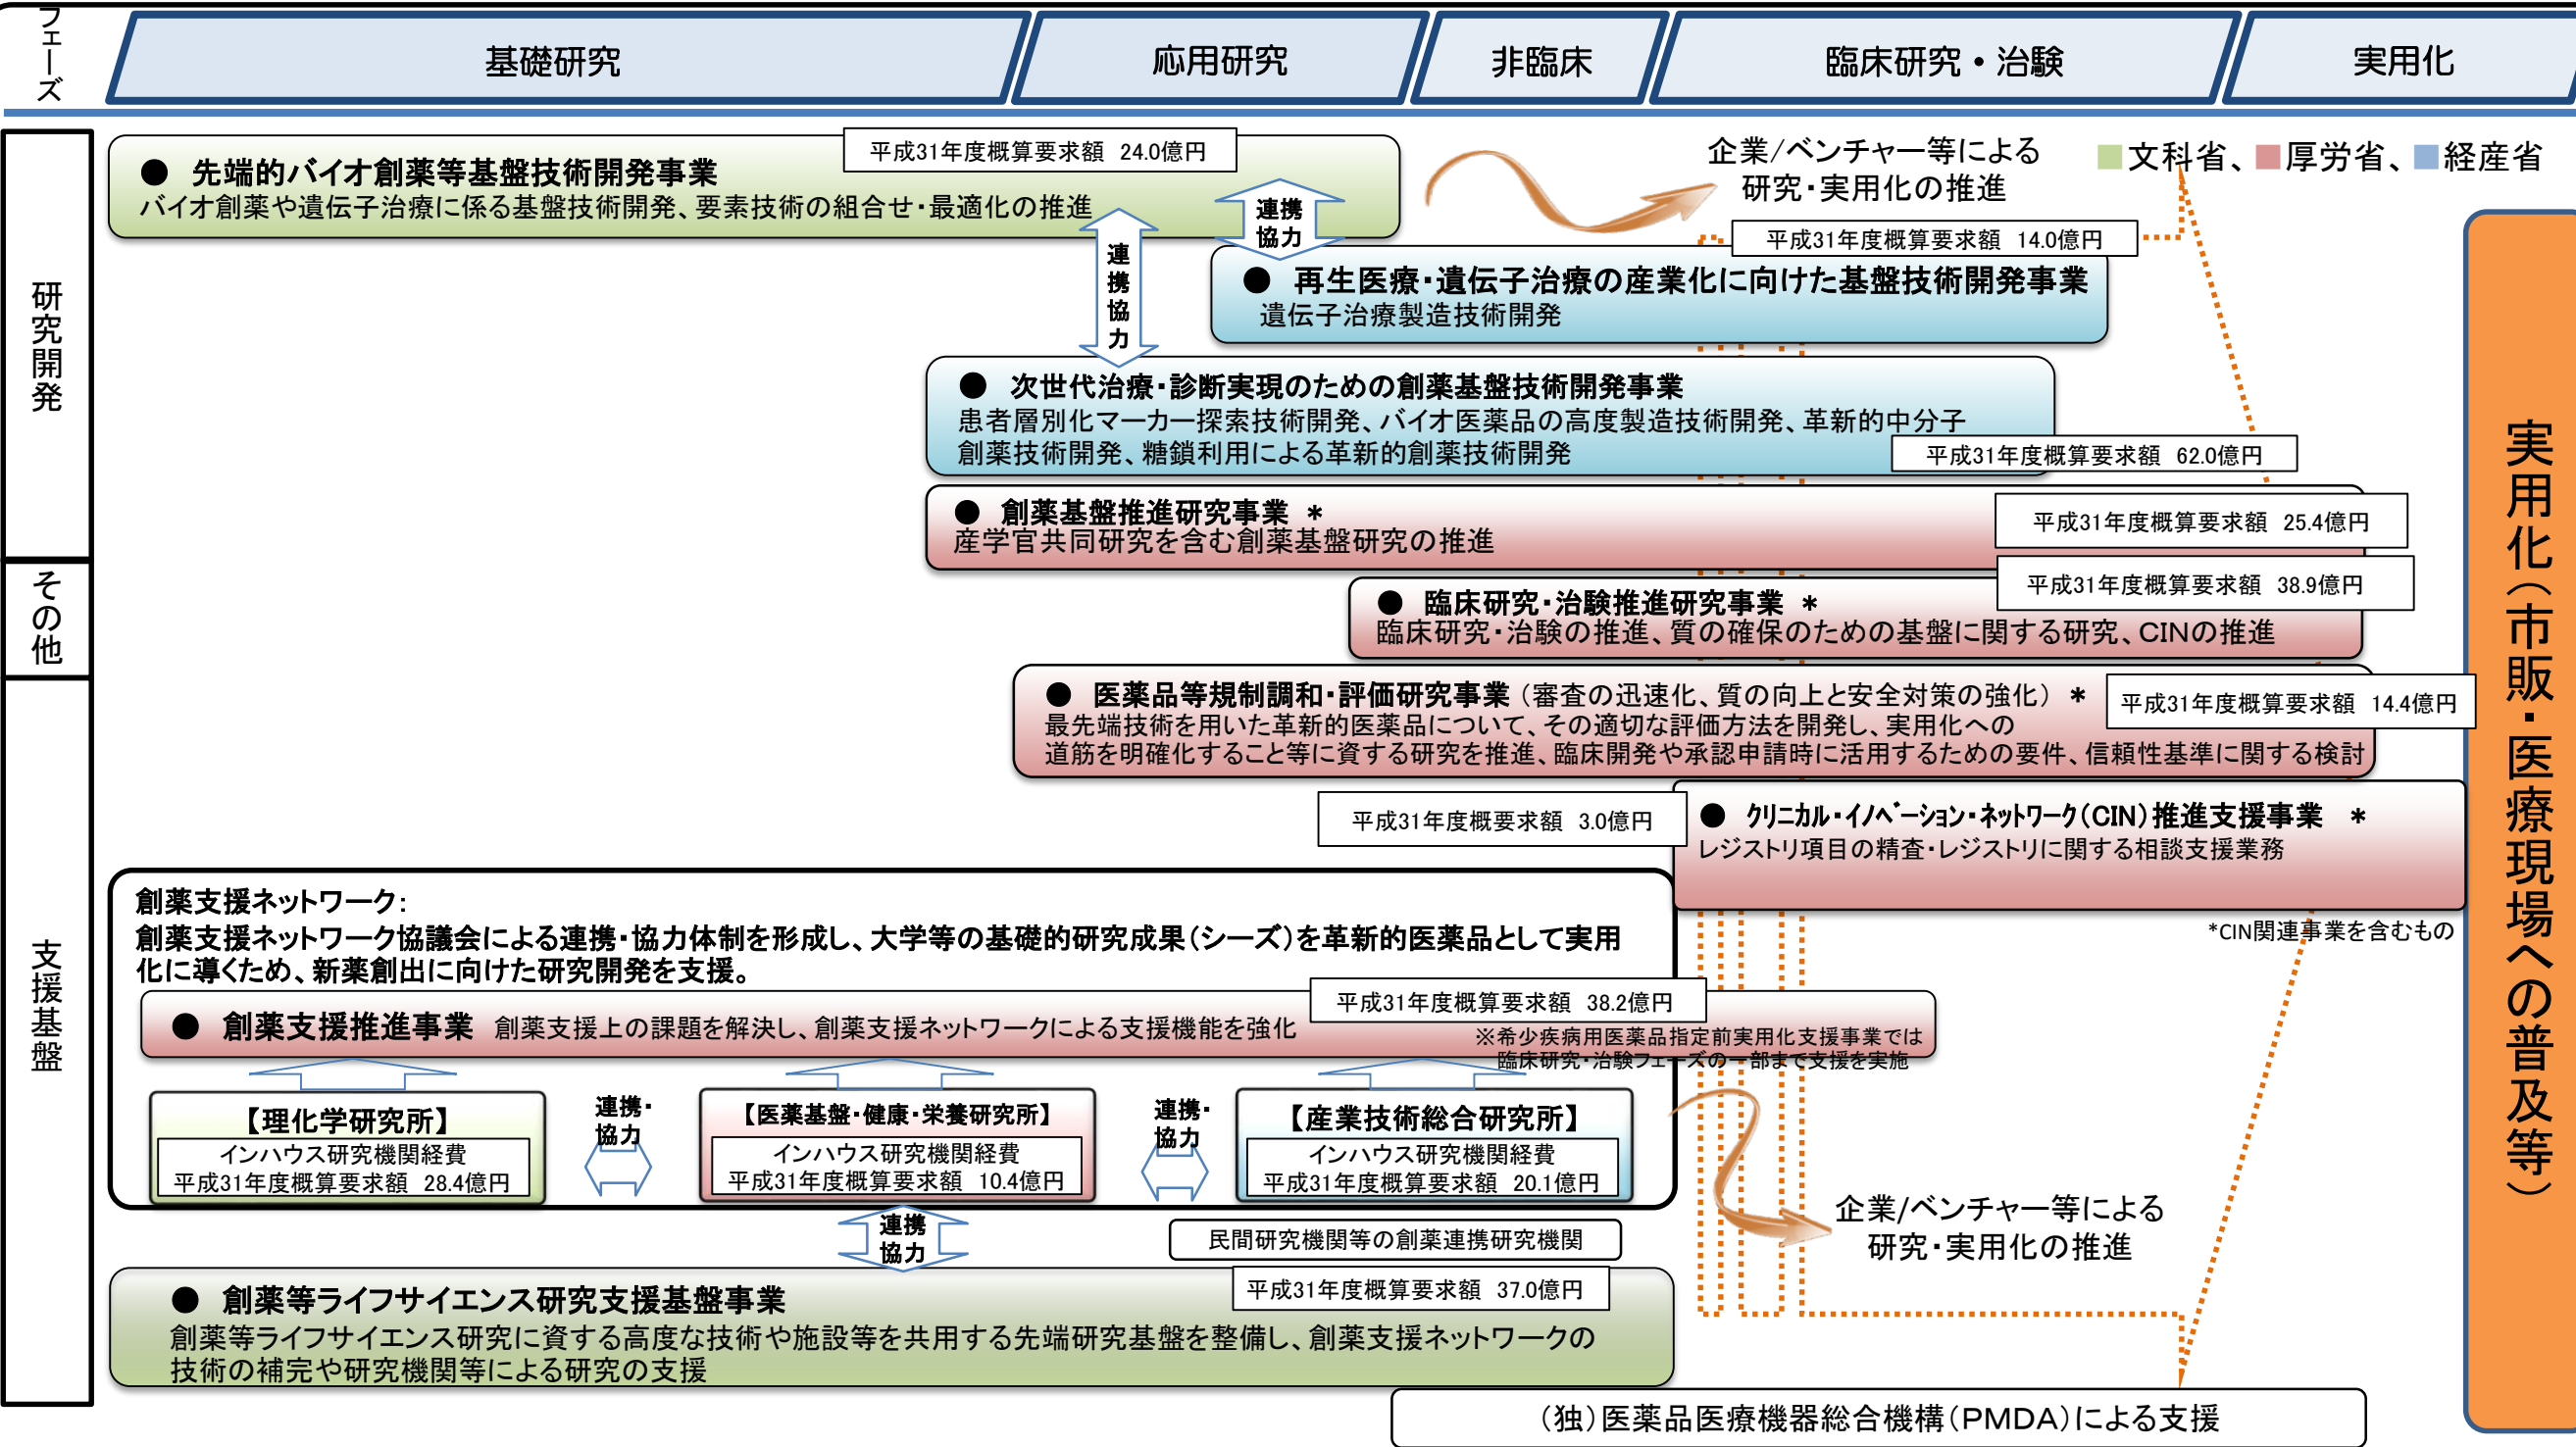 フェーズ
基礎研究
応用研究
非臨床
臨床研究・治験
実用化
研究開発
その他
支援基盤
平成31年度概算要求額 24.0億円
● 先端的バイオ創薬等基盤技術開発事業
バイオ創薬や遺伝子治療に係る基盤技術開発、要素技術の組合せ・最適化の推進
連携
協力
連携協力
企業/ベンチャー等による
研究・実用化の推進
文科省、厚労省、経産省
平成31年度概算要求額 14.0億円
● 再生医療・遺伝子治療の産業化に向けた基盤技術開発事業
遺伝子治療製造技術開発
● 次世代治療・診断実現のための創薬基盤技術開発事業
患者層別化マーカー探索技術開発、バイオ医薬品の高度製造技術開発、革新的中分子
創薬技術開発、糖鎖利用による革新的創薬技術開発
平成31年度概算要求額 62.0億円
● 創薬基盤推進研究事業 *
産学官共同研究を含む創薬基盤研究の推進
平成31年度概算要求額 25.4億円
平成31年度概算要求額 38.9億円
● 臨床研究・治験推進研究事業 *
臨床研究・治験の推進、質の確保のための基盤に関する研究、CINの推進
● 医薬品等規制調和・評価研究事業（審査の迅速化、質の向上と安全対策の強化） *
平成31年度概算要求額 14.4億円
最先端技術を用いた革新的医薬品について、その適切な評価方法を開発し、実用化への
道筋を明確化すること等に資する研究を推進、臨床開発や承認申請時に活用するための要件、信頼性基準に関する検討
平成31年度概要求額 3.0億円
● クリニカル・イノベーション・ネットワーク（CIN）推進支援事業 *
レジストリ項目の精査・レジストリに関する相談支援業務
*CIN関連事業を含むもの
創薬支援ネットワーク：
創薬支援ネットワーク協議会による連携・協力体制を形成し、大学等の基礎的研究成果（シーズ）を革新的医薬品として実用
化に導くため、新薬創出に向けた研究開発を支援。
平成31年度概算要求額 38.2億円
● 創薬支援推進事業 創薬支援上の課題を解決し、創薬支援ネットワークによる支援機能を強化
※希少疾病用医薬品指定前実用化支援事業では
臨床研究・治験フェーズの一部まで支援を実施
【理化学研究所】
インハウス研究機関経費
平成31年度概算要求額 28.4億円
連携・
協力
【医薬基盤・健康・栄養研究所】
インハウス研究機関経費
平成31年度概算要求額 10.4億円
連携・
協力
【産業技術総合研究所】
インハウス研究機関経費
平成31年度概算要求額 20.1億円
連携
協力
民間研究機関等の創薬連携研究機関
企業/ベンチャー等による
研究・実用化の推進
平成31年度概算要求額 37.0億円
● 創薬等ライフサイエンス研究支援基盤事業
創薬等ライフサイエンス研究に資する高度な技術や施設等を共用する先端研究基盤を整備し、創薬支援ネットワークの
技術の補完や研究機関等による研究の支援
（独）医薬品医療機器総合機構（PMDA）による支援
実用化（市販・医療現場への普及等）